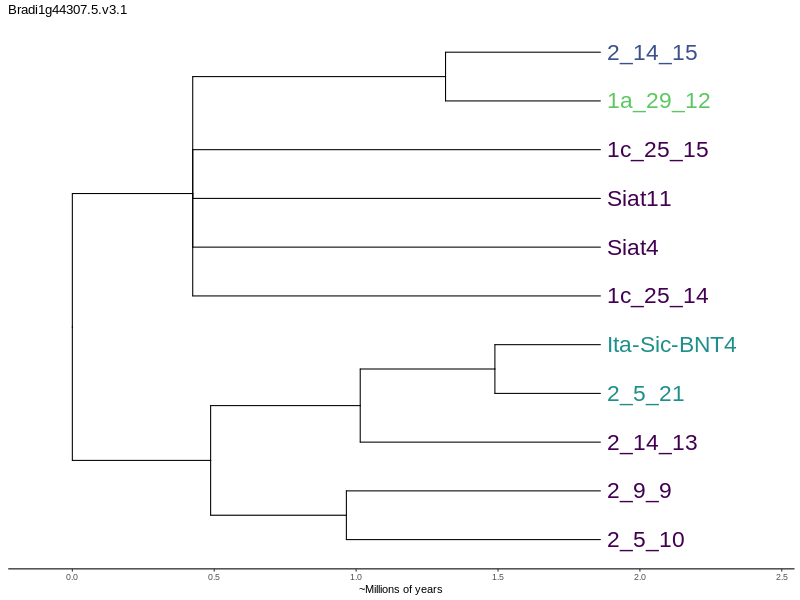 Bradi1g44307.5.v3.1
2_14_15
1a_29_12
1c_25_15
Siat11
Siat4
1c_25_14
Ita-Sic-BNT4
2_5_21
2_14_13
2_9_9
2_5_10
0.0 0.5 1.0 1.5 2.0 2.5
~Millions of years